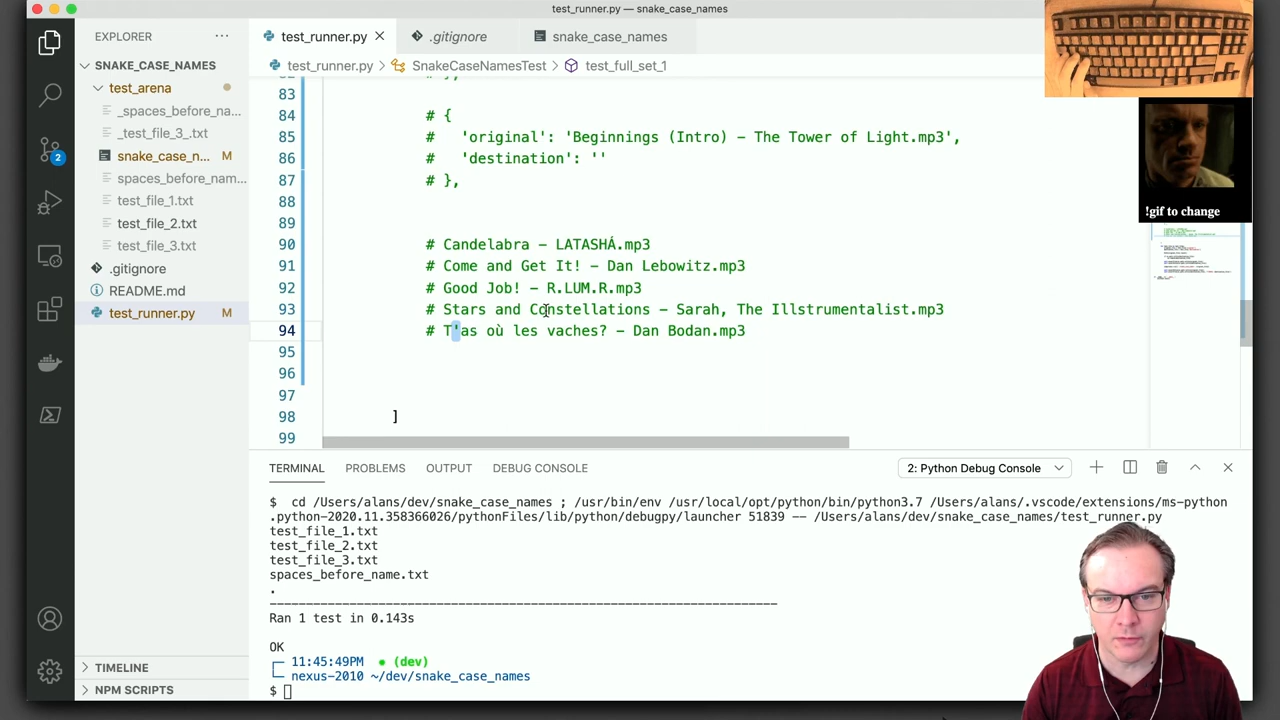 test_runner.py — snake_case_names
EXPLORER ...
test_runner.py
.gitignore
snake_case_names
SNAKE_CASE_NAMES
test_runner.py > SnakeCaseNamesTest > test_full_set_1
test_arena
_spaces_before_na...
_test_file_3_.txt
snake_case_n... M
spaces_before_nam...
test_file_1.txt
test_file_2.txt
test_file_3.txt
.gitignore
README.md
test_runner.py M
2
83
84 # {
85 # 'original': 'Beginnings (Intro) – The Tower of Light.mp3',
86 # 'destination': ''
87 # },
88
89
90 # Candelabra – LATASHÁ.mp3
91 # Come and Get It! – Dan Lebowitz.mp3
92 # Good Job! – R.LUM.R.mp3
93 # Stars and Constellations – Sarah, The Illstrumentalist.mp3
94 # T'as où les vaches? – Dan Bodan.mp3
95
96
97
98 ]
99
!gif to change
TERMINAL PROBLEMS OUTPUT DEBUG CONSOLE
2: Python Debug Console
$ cd /Users/alans/dev/snake_case_names ; /usr/bin/env /usr/local/opt/python/bin/python3.7 /Users/alans/.vscode/extensions/ms-python
.python-2020.11.358366026/pythonFiles/lib/python/debugpy/launcher 51839 -- /Users/alans/dev/snake_case_names/test_runner.py
test_file_1.txt
test_file_2.txt
test_file_3.txt
spaces_before_name.txt
.
----------------------------------------------------------------------
Ran 1 test in 0.143s
OK
11:45:49PM ● (dev)
nexus-2010 ~/dev/snake_case_names
$
TIMELINE
NPM SCRIPTS